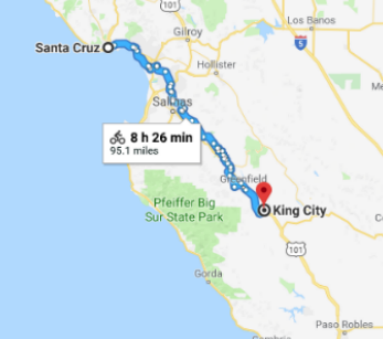 101
Los Banos
Gilroy
5
Santa Cruz
Hollister
Salinas
8 h 26 min
95.1 miles
Greenfield
Pfeiffer Big
Sur State Park
King City
101
Gorda
Paso Robles
Cambria